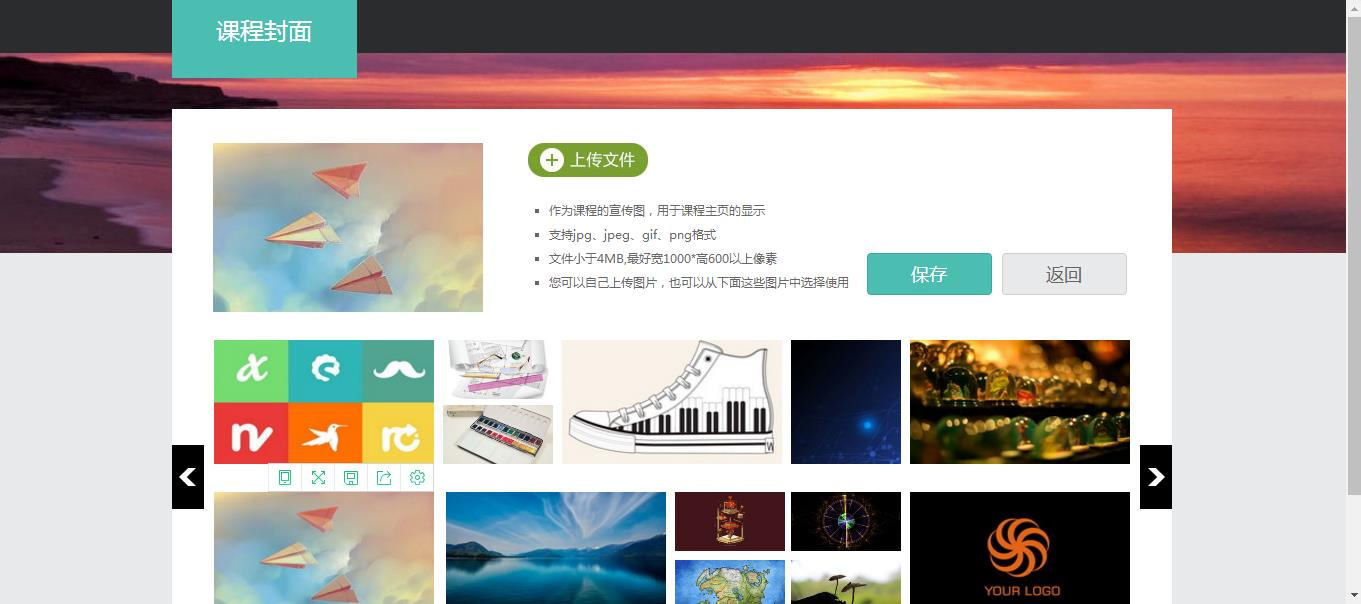 课程封面
上传文件
作为课程的宣传图，用于课程主页的显示
支持jpg、jpeg、gif、png格式
文件小于4MB,最好宽1000*高600以上像素
您可以自己上传图片，也可以从下面这些图片中选择使用
保存
返回
YOUR LOGO